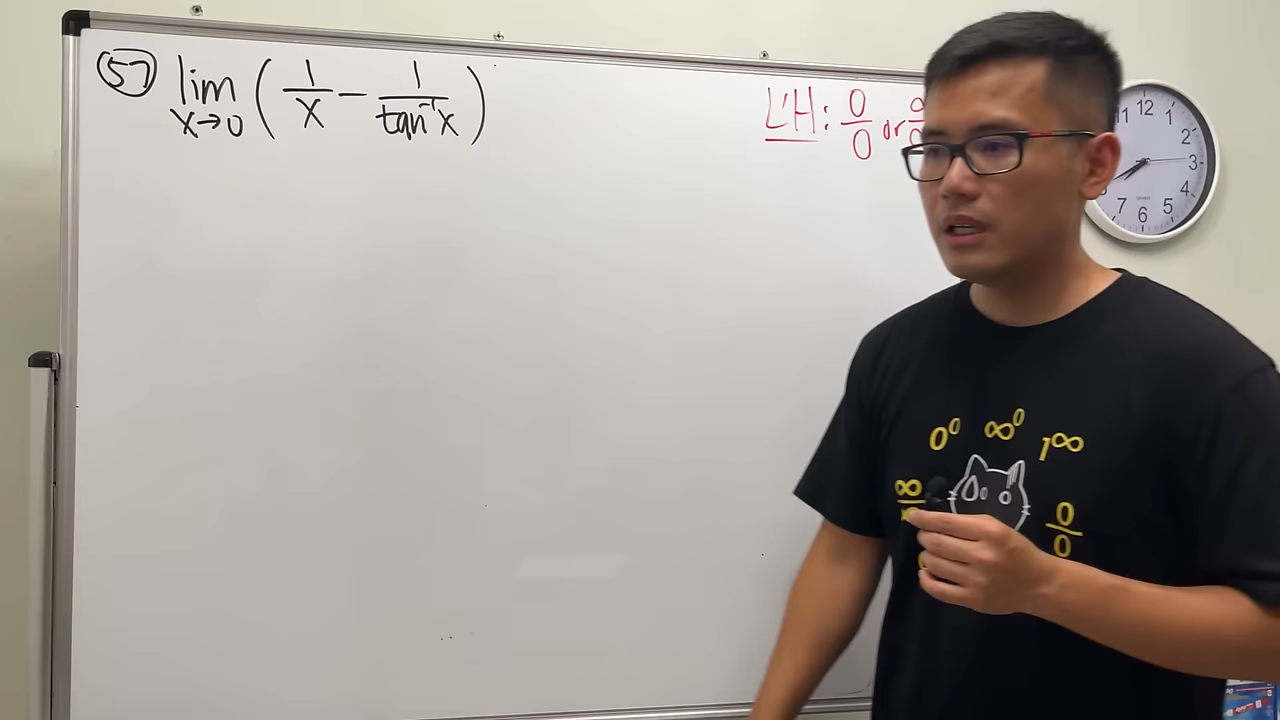 57 lim x→0 ( 1/x − 1/tan⁻¹x )
L'H: 0/0 or
11 12 1 2 3 4 5 6 7
0⁰ ∞⁰ 1^∞
∞ 0/0